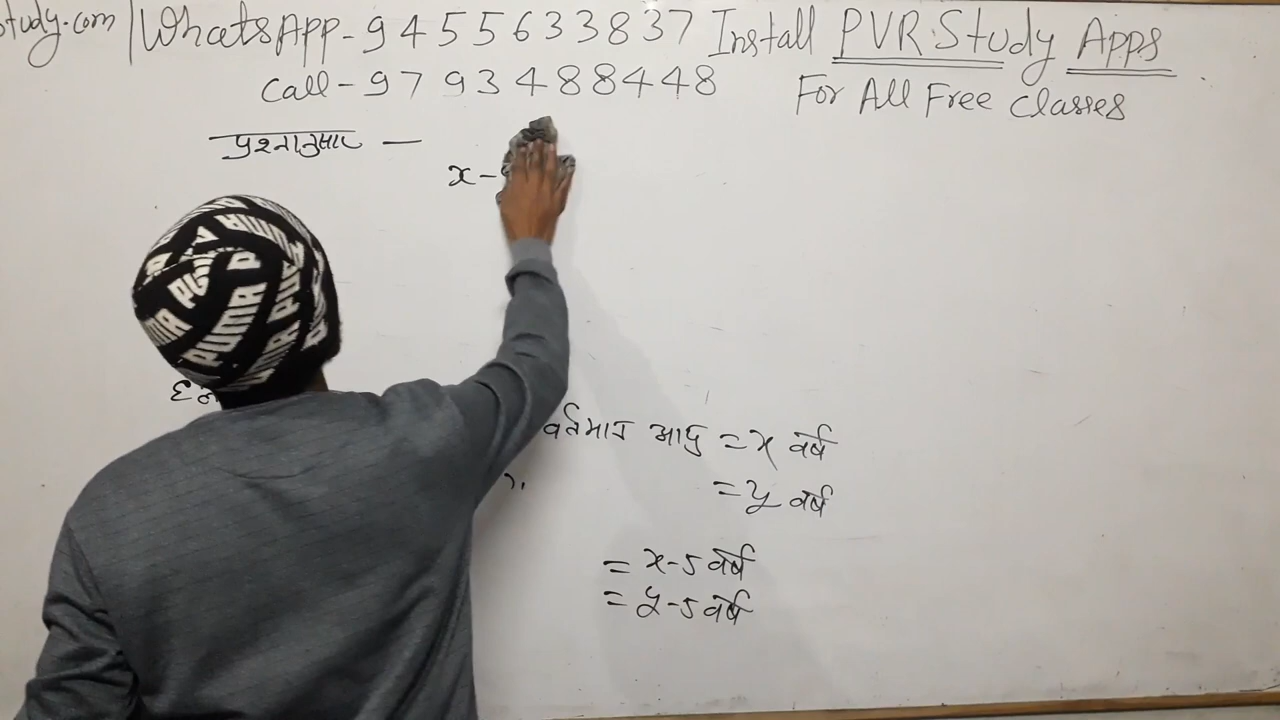 study.com | WhatsApp - 9455633837 Install PVR Study Apps
Call - 9793488448 For All Free Classes
प्रश्नानुसार —
x -
वर्तमान आयु = x वर्ष
= y वर्ष
= x - 5 वर्ष
= y - 5 वर्ष
PUMA